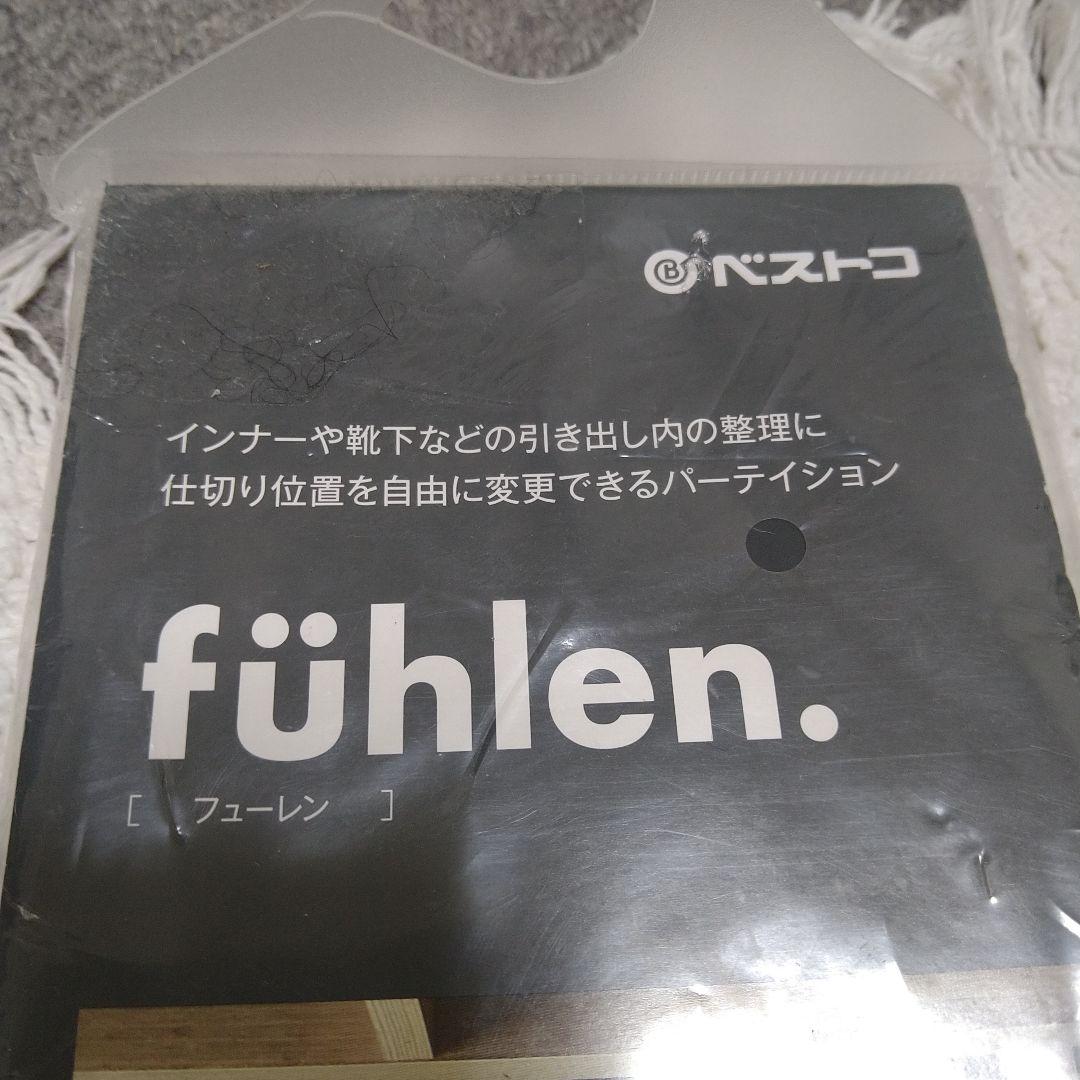 ベストコ
インナーや靴下などの引き出し内の整理に
仕切り位置を自由に変更できるパーテイション
fühlen.
[ フューレン ]